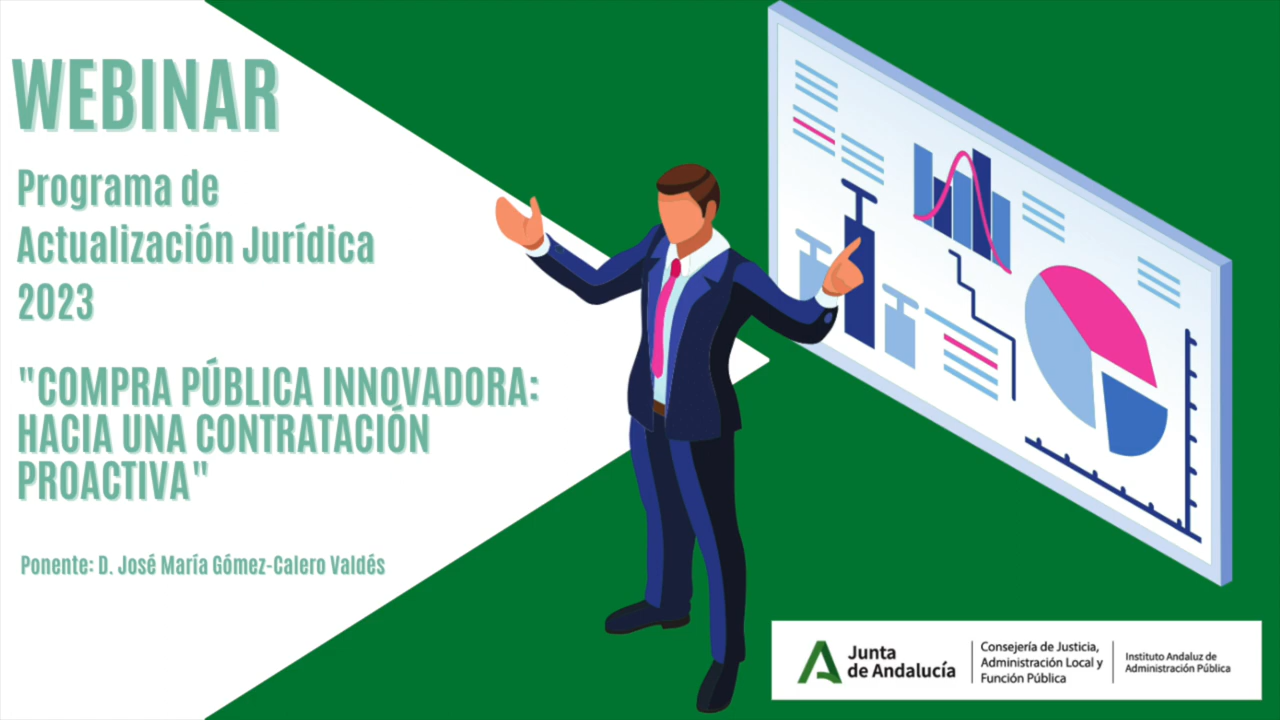 WEBINAR
Programa de
Actualización Jurídica
2023
"COMPRA PÚBLICA INNOVADORA:
HACIA UNA CONTRATACIÓN
PROACTIVA"
Ponente: D. José María Gómez-Calero Valdés
Junta
de Andalucía
Consejería de Justicia,
Administración Local y
Función Pública
Instituto Andaluz de
Administración Pública